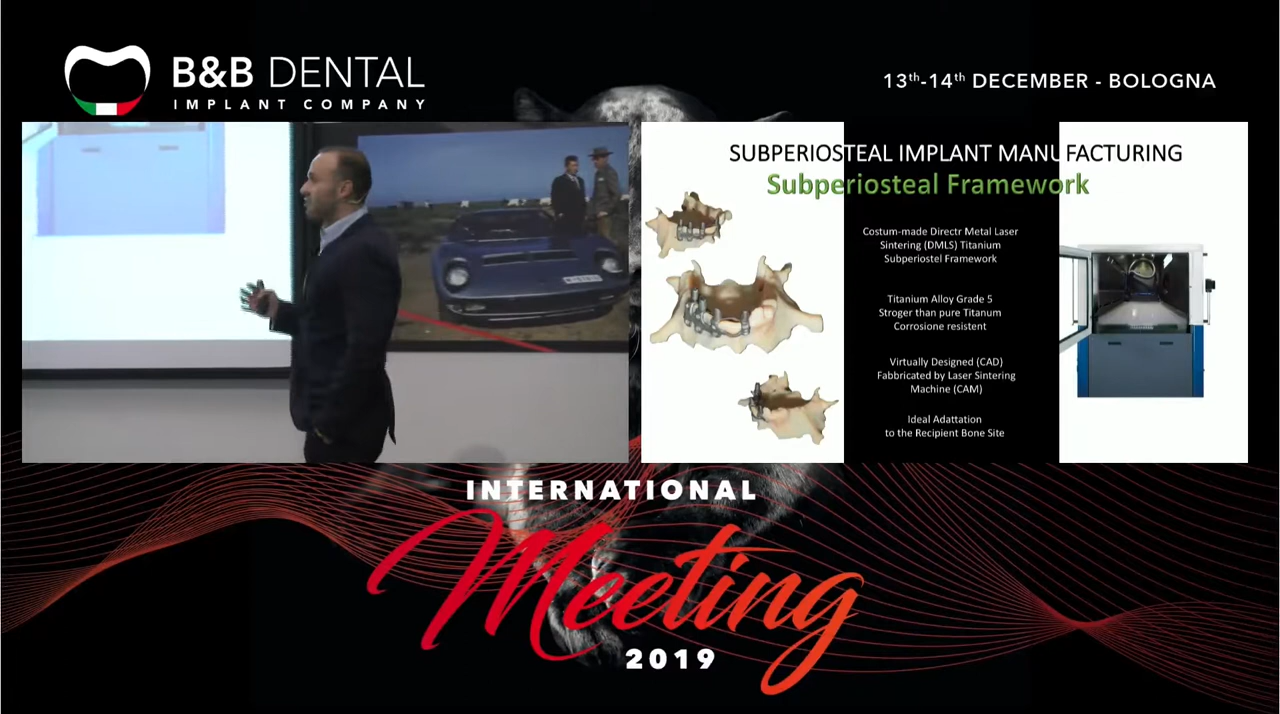 B&B DENTAL
IMPLANT COMPANY
13th-14th DECEMBER - BOLOGNA
SUBPERIOSTEAL IMPLANT MANUFACTURING
Subperiosteal Framework
Costum-made Directr Metal Laser
Sintering (DMLS) Titanium
Subperiostel Framework
Titanium Alloy Grade 5
Stroger than pure Titanum
Corrosione resistent
Virtually Designed (CAD)
Fabbricated by Laser Sintering
Machine (CAM)
Ideal Adattation
to the Recipient Bone Site
INTERNATIONAL
Meeting
2019